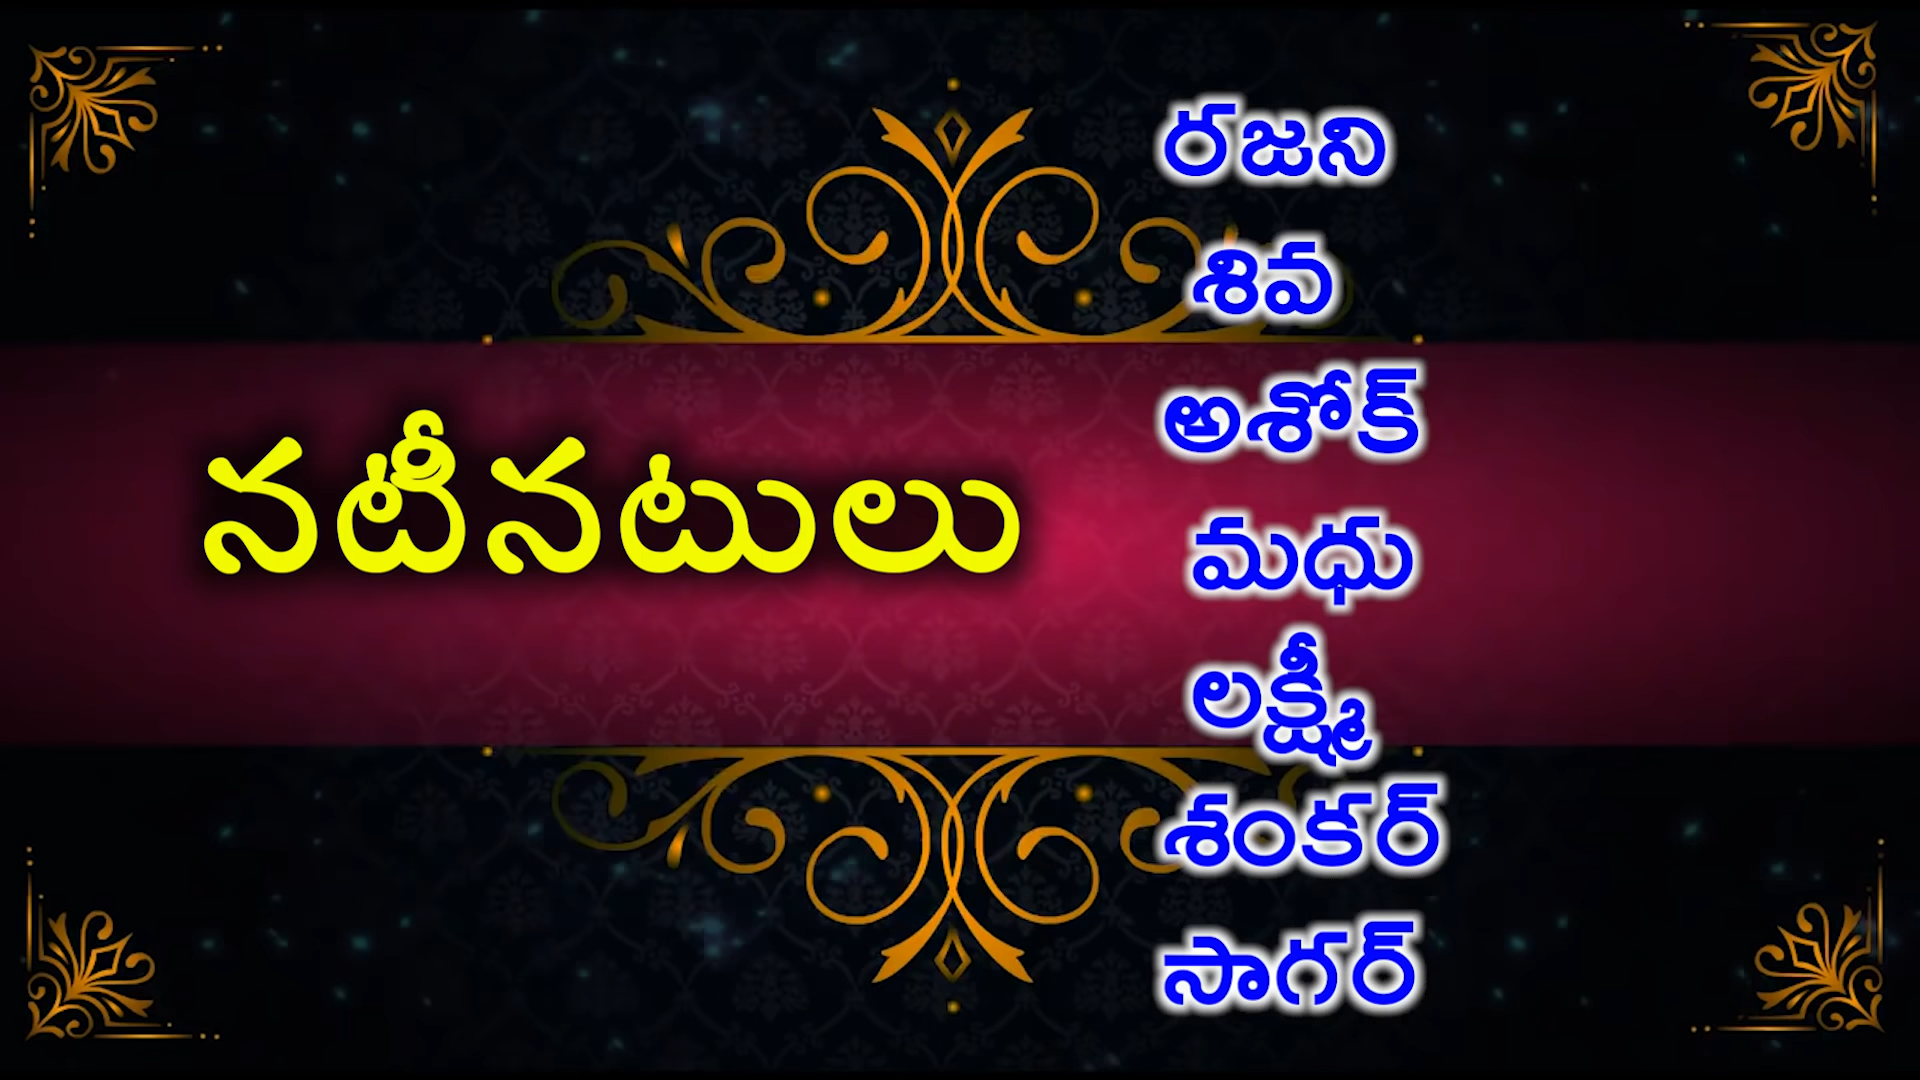 నటీనటులు
రజని
శివ
అశోక్
మధు
లక్ష్మీ
శంకర్
సాగర్